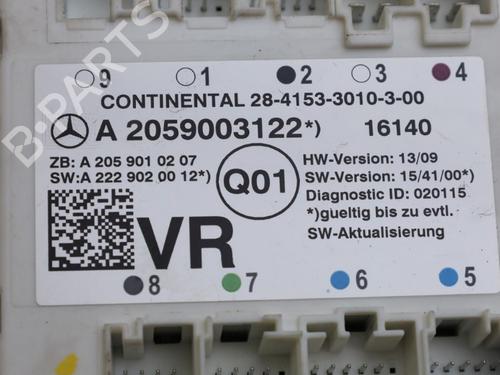 9 1 2 3 4
CONTINENTAL 28-4153-3010-3-00
A 2059003122*) 16140
ZB: A 205 901 02 07
SW:A 222 902 00 12*)
Q01
HW-Version: 13/09
SW-Version: 15/41/00*)
Diagnostic ID: 020115
*)gueltig bis zu evtl.
SW-Aktualisierung
VR
8 7 6 5
B-PARTS